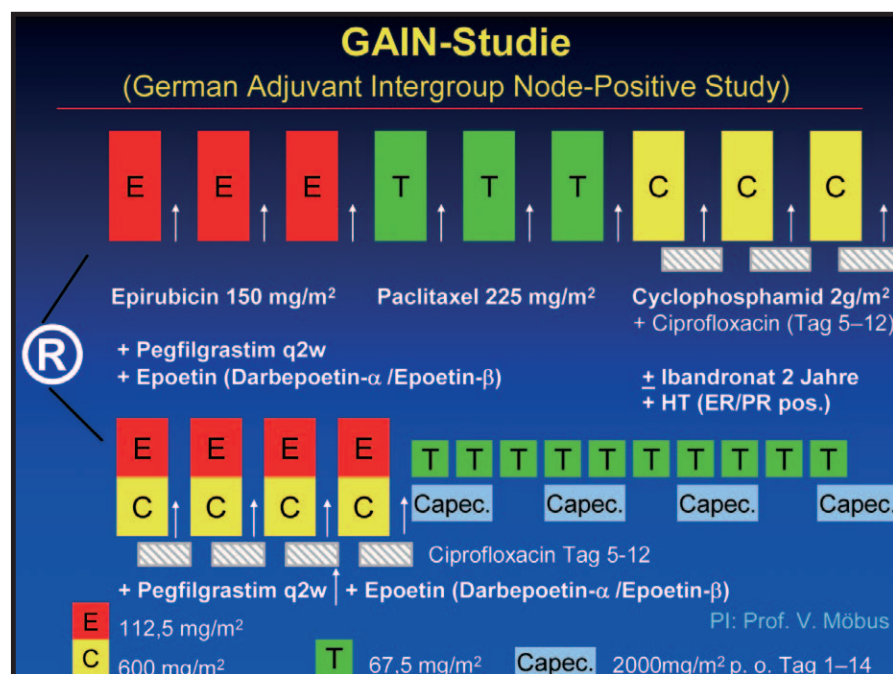 GAIN-Studie
(German Adjuvant Intergroup Node-Positive Study)
E E E T T T C C C
Epirubicin 150 mg/m² Paclitaxel 225 mg/m² Cyclophosphamid 2g/m²
+ Ciprofloxacin (Tag 5–12)
R
+ Pegfilgrastim q2w
+ Epoetin (Darbepoetin-α /Epoetin-β)
± Ibandronat 2 Jahre
+ HT (ER/PR pos.)
E E E E
T T T T T T T T T T
C C C C
Capec. Capec. Capec. Capec.
Ciprofloxacin Tag 5-12
+ Pegfilgrastim q2w + Epoetin (Darbepoetin-α /Epoetin-β)
PI: Prof. V. Möbus
E 112,5 mg/m²
C 600 mg/m² T 67,5 mg/m² Capec. 2000mg/m² p. o. Tag 1–14